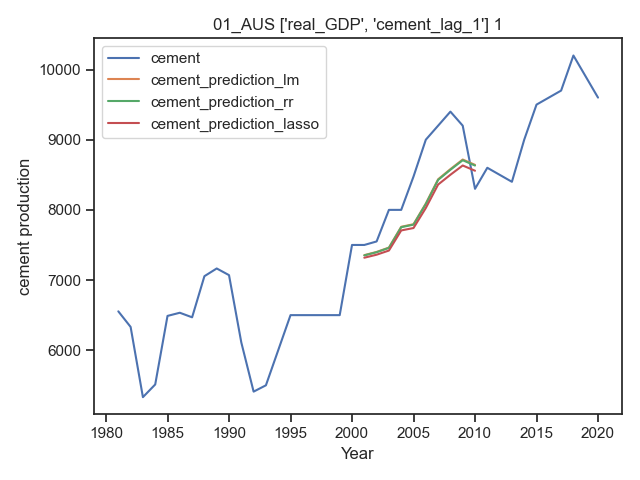 01_AUS ['real_GDP', 'cement_lag_1'] 1
cement
cement_prediction_lm
cement_prediction_rr
cement_prediction_lasso
cement production
10000
9000
8000
7000
6000
1980 1985 1990 1995 2000 2005 2010 2015 2020
Year